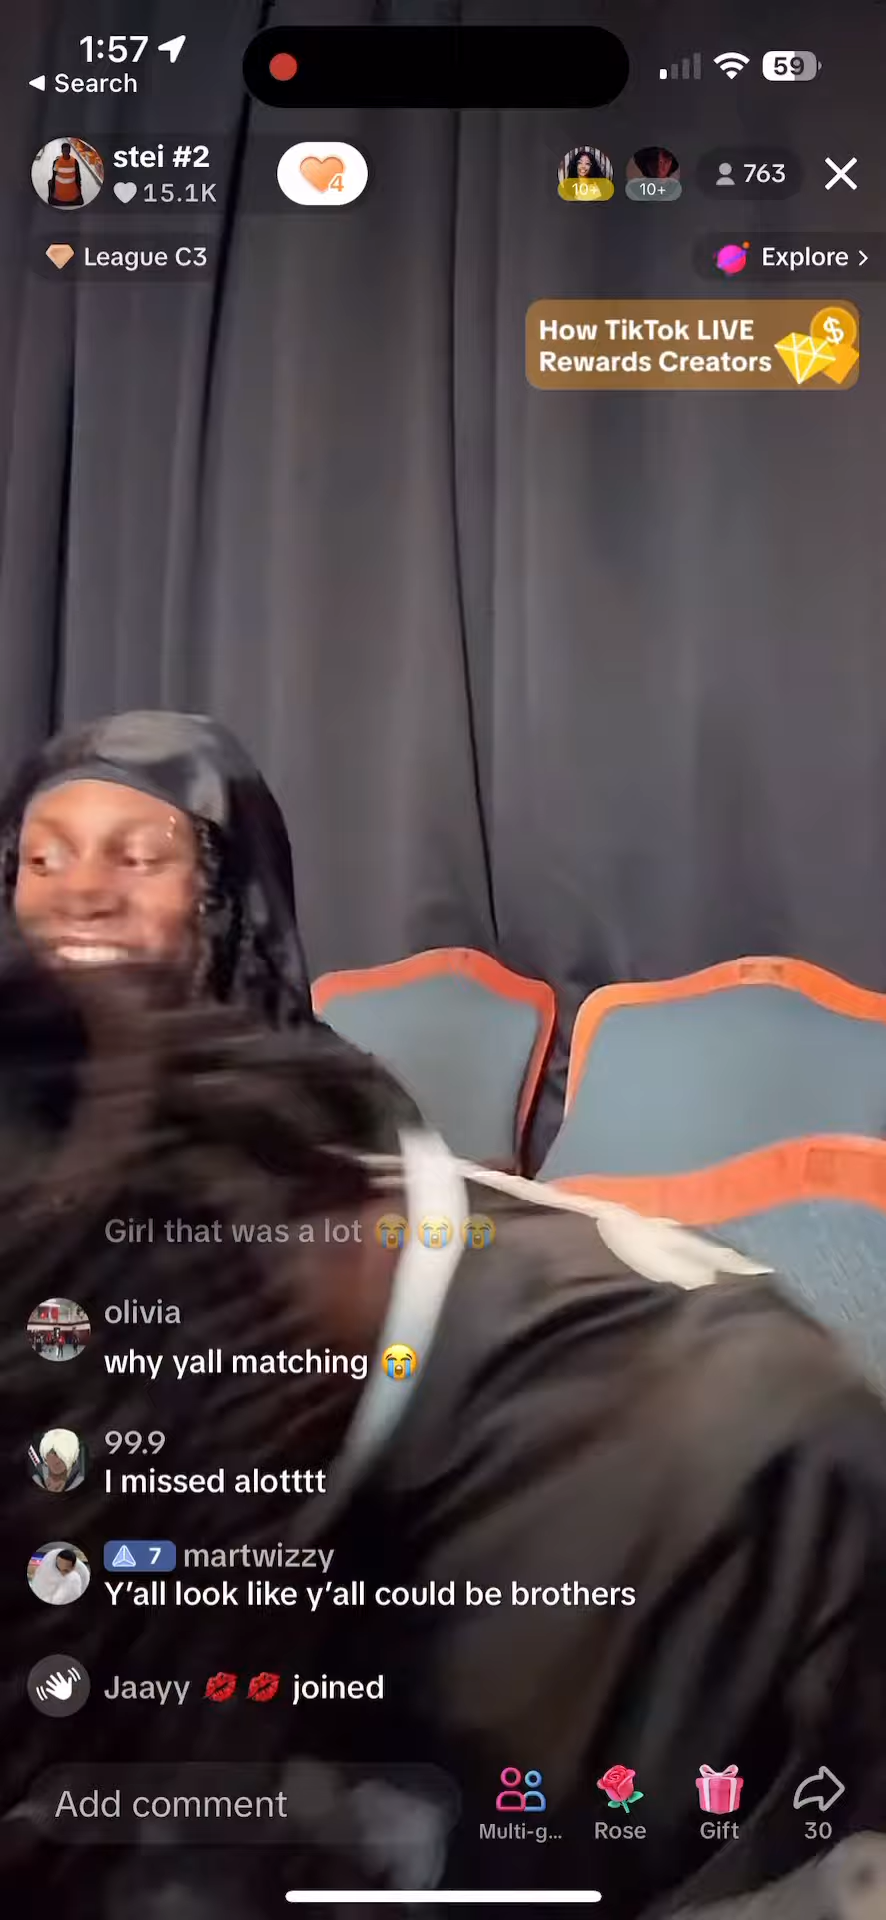 1:57
59
◀ Search
stei #2
15.1K
4
10+
10+
763
League C3
Explore >
How TikTok LIVE
Rewards Creators
$
Girl that was a lot 😭😭😭
olivia
why yall matching 😭
99.9
I missed alotttt
7 martwizzy
Y'all look like y'all could be brothers
Jaayy 💋 💋 joined
Add comment
Multi-g...
Rose
Gift
30